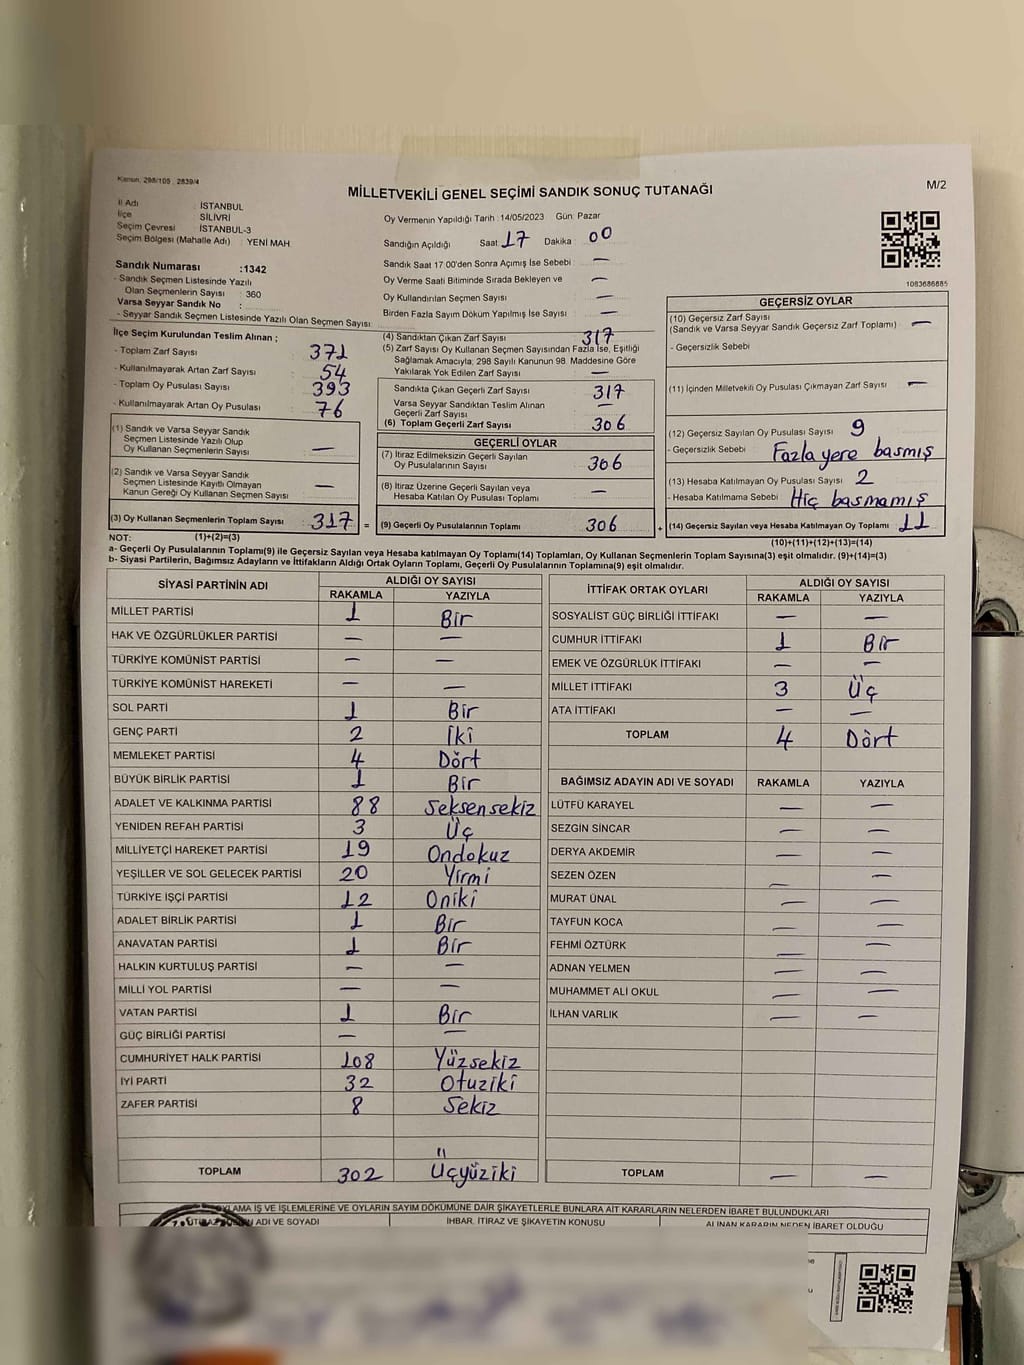 Kanun, 298/105 , 2839/4
MİLLETVEKİLİ GENEL SEÇİMİ SANDIK SONUÇ TUTANAĞI
M/2
İl Adı : İSTANBUL
İlçe : SİLİVRİ
Seçim Çevresi : İSTANBUL-3
Seçim Bölgesi (Mahalle Adı) : YENİ MAH.
Oy Vermenin Yapıldığı Tarih : 14/05/2023 Gün: Pazar
Sandığın Açıldığı Saat : 17 Dakika : 00
Sandık Saat 17:00'den Sonra Açımış İse Sebebi : —
Oy Verme Saati Bitiminde Sırada Bekleyen ve : —
Oy Kullandırılan Seçmen Sayısı : —
Birden Fazla Sayım Döküm Yapılmış İse Sayısı : —
1083686885
Sandık Numarası : 1342
- Sandık Seçmen Listesinde Yazılı
Olan Seçmenlerin Sayısı : 360
Varsa Seyyar Sandık No :
- Seyyar Sandık Seçmen Listesinde Yazılı Olan Seçmen Sayısı:
İlçe Seçim Kurulundan Teslim Alınan ;
- Toplam Zarf Sayısı : 371
- Kullanılmayarak Artan Zarf Sayısı : 54
- Toplam Oy Pusulası Sayısı : 393
- Kullanılmayarak Artan Oy Pusulası : 76
(1) Sandık ve Varsa Seyyar Sandık
Seçmen Listesinde Yazılı Olup
Oy Kullanan Seçmenlerin Sayısı : —
(2) Sandık ve Varsa Seyyar Sandık
Seçmen Listesinde Kayıtlı Olmayan
Kanun Gereği Oy Kullanan Seçmen Sayısı : —
(3) Oy Kullanan Seçmenlerin Toplam Sayısı : 317 =
(4) Sandıktan Çıkan Zarf Sayısı : 317
(5) Zarf Sayısı Oy Kullanan Seçmen Sayısından Fazla İse, Eşitliği
Sağlamak Amacıyla; 298 Sayılı Kanunun 98. Maddesine Göre
Yakılarak Yok Edilen Zarf Sayısı : —
Sandıkta Çıkan Geçerli Zarf Sayısı : 317
Varsa Seyyar Sandıktan Teslim Alınan
Geçerli Zarf Sayısı : —
(6) Toplam Geçerli Zarf Sayısı : 306
GEÇERLİ OYLAR
(7) İtiraz Edilmeksizin Geçerli Sayılan
Oy Pusulalarının Sayısı : 306
(8) İtiraz Üzerine Geçerli Sayılan veya
Hesaba Katılan Oy Pusulası Toplamı : —
(9) Geçerli Oy Pusulalarının Toplamı : 306 +
GEÇERSİZ OYLAR
(10) Geçersiz Zarf Sayısı
(Sandık ve Varsa Seyyar Sandık Geçersiz Zarf Toplamı) : —
- Geçersizlik Sebebi :
(11) İçinden Milletvekili Oy Pusulası Çıkmayan Zarf Sayısı : —
(12) Geçersiz Sayılan Oy Pusulası Sayısı : 9
- Geçersizlik Sebebi : Fazla yere basmış
(13) Hesaba Katılmayan Oy Pusulası Sayısı : 2
- Hesaba Katılmama Sebebi : Hiç basmamış
(14) Geçersiz Sayılan veya Hesaba Katılmayan Oy Toplamı : 11
NOT: (1)+(2)=(3) (10)+(11)+(12)+(13)=(14)
a- Geçerli Oy Pusulalarının Toplamı(9) ile Geçersiz Sayılan veya Hesaba katılmayan Oy Toplamı(14) Toplamları, Oy Kullanan Seçmenlerin Toplam Sayısına(3) eşit olmalıdır. (9)+(14)=(3)
b- Siyasi Partilerin, Bağımsız Adayların ve İttifakların Aldığı Ortak Oyların Toplamı, Geçerli Oy Pusulalarının Toplamına(9) eşit olmalıdır.
SİYASİ PARTİNİN ADI ALDIĞI OY SAYISI
RAKAMLA YAZIYLA
MİLLET PARTİSİ 1 Bir
HAK VE ÖZGÜRLÜKLER PARTİSİ — —
TÜRKİYE KOMÜNİST PARTİSİ — —
TÜRKİYE KOMÜNİST HAREKETİ — —
SOL PARTİ 1 Bir
GENÇ PARTİ 2 İki
MEMLEKET PARTİSİ 4 Dört
BÜYÜK BİRLİK PARTİSİ 1 Bir
ADALET VE KALKINMA PARTİSİ 88 Seksensekiz
YENİDEN REFAH PARTİSİ 3 Üç
MİLLİYETÇİ HAREKET PARTİSİ 19 Ondokuz
YEŞİLLER VE SOL GELECEK PARTİSİ 20 Yirmi
TÜRKİYE İŞÇİ PARTİSİ 12 Oniki
ADALET BİRLİK PARTİSİ 1 Bir
ANAVATAN PARTİSİ 1 Bir
HALKIN KURTULUŞ PARTİSİ — —
MİLLİ YOL PARTİSİ — —
VATAN PARTİSİ 1 Bir
GÜÇ BİRLİĞİ PARTİSİ — —
CUMHURİYET HALK PARTİSİ 108 Yüzsekiz
İYİ PARTİ 32 Otuziki
ZAFER PARTİSİ 8 Sekiz
TOPLAM 302 Üçyüziki
İTTİFAK ORTAK OYLARI ALDIĞI OY SAYISI
RAKAMLA YAZIYLA
SOSYALİST GÜÇ BİRLİĞİ İTTİFAKI — —
CUMHUR İTTİFAKI 1 Bir
EMEK VE ÖZGÜRLÜK İTTİFAKI — —
MİLLET İTTİFAKI 3 Üç
ATA İTTİFAKI — —
TOPLAM 4 Dört
BAĞIMSIZ ADAYIN ADI VE SOYADI RAKAMLA YAZIYLA
LÜTFÜ KARAYEL — —
SEZGİN SİNCAR — —
DERYA AKDEMİR — —
SEZEN ÖZEN — —
MURAT ÜNAL — —
TAYFUN KOCA — —
FEHMİ ÖZTÜRK — —
ADNAN YELMEN — —
MUHAMMET ALİ OKUL — —
İLHAN VARLIK — —
TOPLAM — —
OYLAMA İŞ VE İŞLEMLERİNE VE OYLARIN SAYIM DÖKÜMÜNE DAİR ŞİKAYETLERLE BUNLARA AİT KARARLARIN NELERDEN İBARET BULUNDUKLARI
ADI VE SOYADI İHBAR, İTİRAZ VE ŞİKAYETİN KONUSU ALINAN KARARIN NEDEN İBARET OLDUĞU